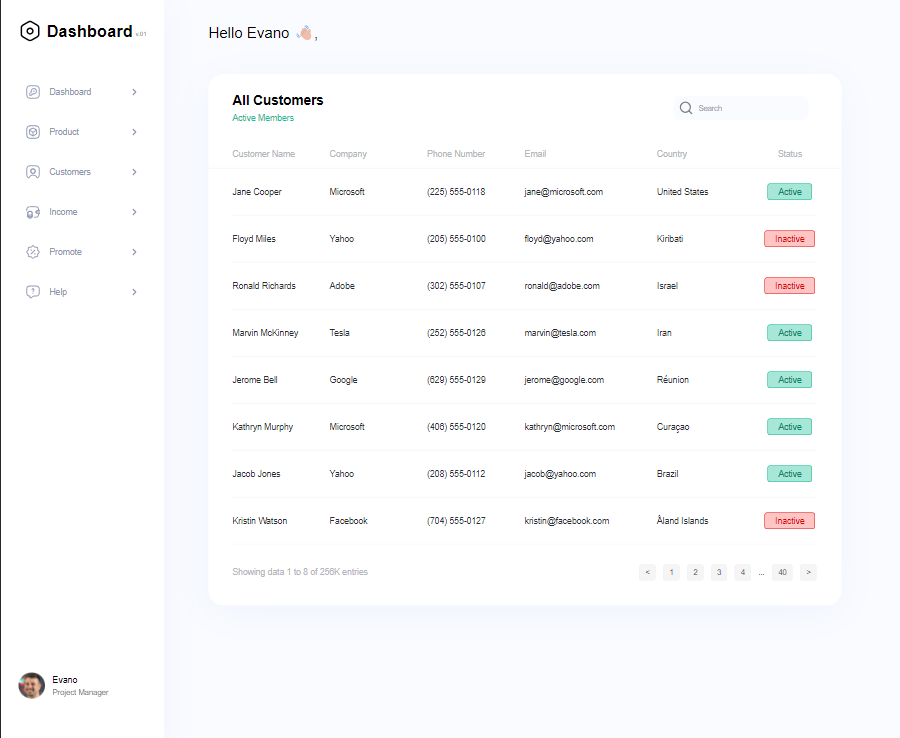 Dashboard v.01
Dashboard
Product
Customers
Income
Promote
Help
Evano
Project Manager
Hello Evano 👋🏻,
All Customers
Active Members
Search
Customer Name Company Phone Number Email Country Status
Jane Cooper Microsoft (225) 555-0118 jane@microsoft.com United States Active
Floyd Miles Yahoo (205) 555-0100 floyd@yahoo.com Kiribati Inactive
Ronald Richards Adobe (302) 555-0107 ronald@adobe.com Israel Inactive
Marvin McKinney Tesla (252) 555-0126 marvin@tesla.com Iran Active
Jerome Bell Google (629) 555-0129 jerome@google.com Réunion Active
Kathryn Murphy Microsoft (406) 555-0120 kathryn@microsoft.com Curaçao Active
Jacob Jones Yahoo (208) 555-0112 jacob@yahoo.com Brazil Active
Kristin Watson Facebook (704) 555-0127 kristin@facebook.com Åland Islands Inactive
Showing data 1 to 8 of 256K entries
< 1 2 3 4 ... 40 >